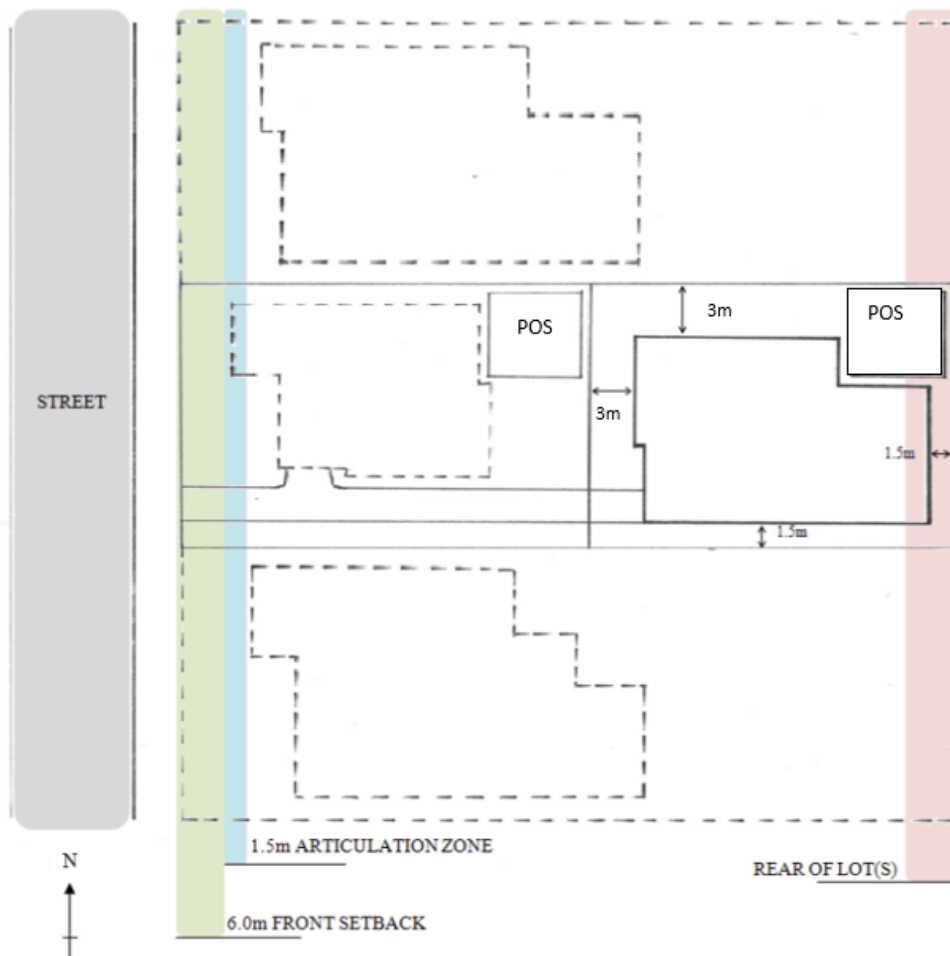 POS
POS
3m
STREET
3m
1.5m
1.5m
1.5m ARTICULATION ZONE
N
REAR OF LOT(S)
6.0m FRONT SETBACK